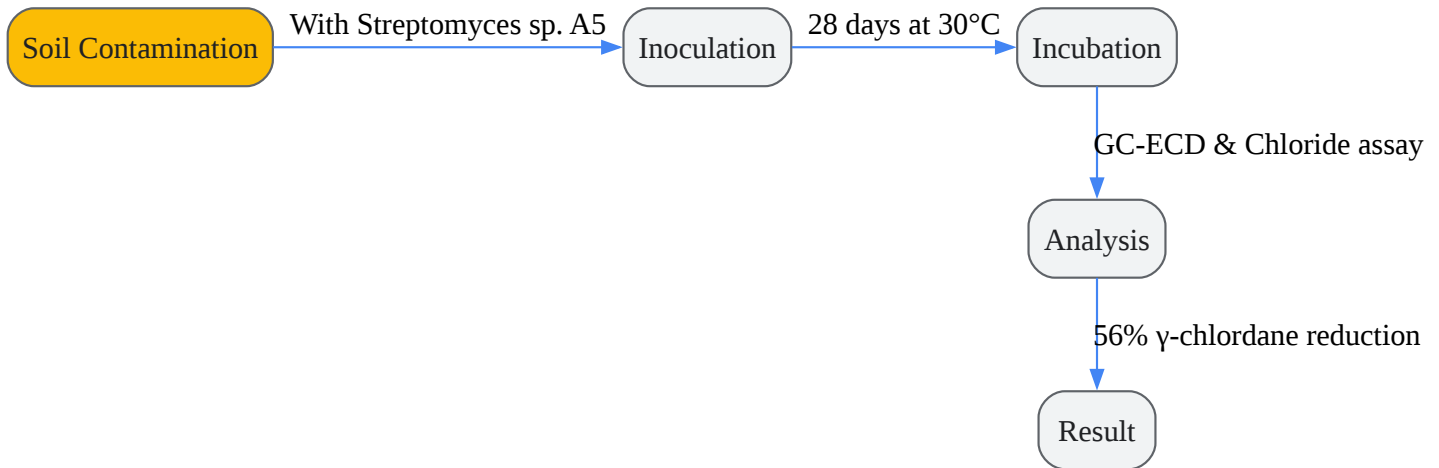 Soil Contamination
With Streptomyces sp. A5
Inoculation
28 days at 30°C
Incubation
GC-ECD & Chloride assay
Analysis
56% γ-chlordane reduction
Result